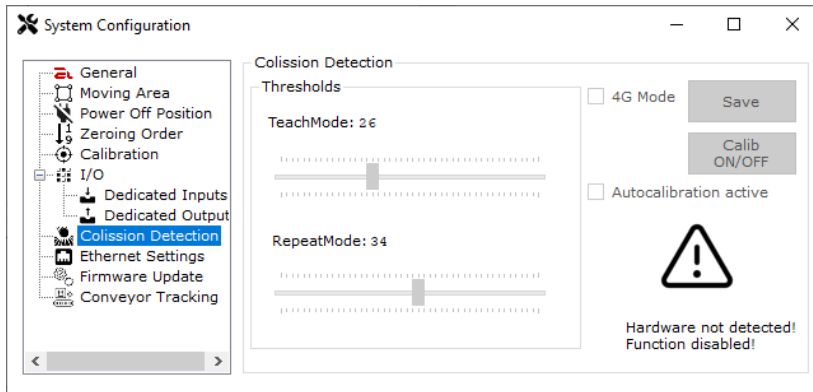 System Configuration
General
Moving Area
Power Off Position
Zeroing Order
Calibration
I/O
Dedicated Inputs
Dedicated Output
Colission Detection
Ethernet Settings
Firmware Update
Conveyor Tracking
Colission Detection
Thresholds
TeachMode: 26
RepeatMode: 34
4G Mode
Save
Calib
ON/OFF
Autocalibration active
Hardware not detected!
Function disabled!